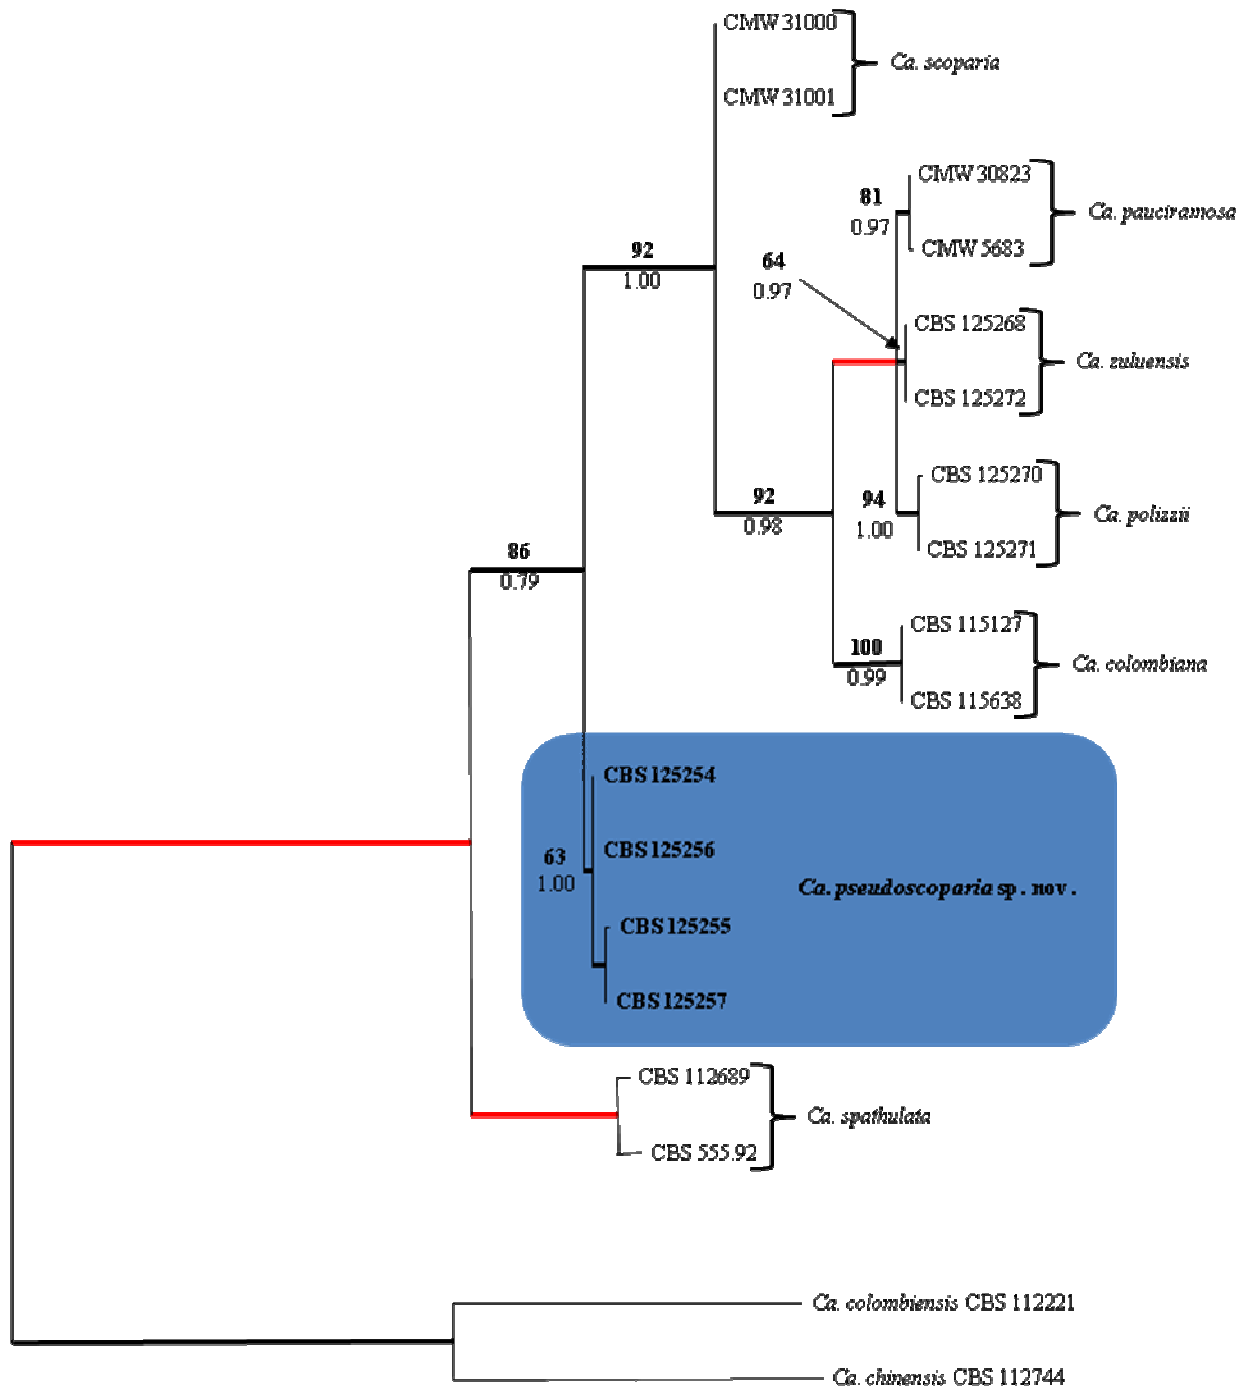 CMW 31000
Ca. scoparia
CMW 31001
CMW 30823
81
0.97
Ca. pauciramosa
CMW 5683
92
1.00
64
0.97
CBS 125268
Ca. zuluensis
CBS 125272
CBS 125270
92
0.98
94
1.00
Ca. polizzii
CBS 125271
86
0.79
CBS 115127
100
0.99
Ca. colombiana
CBS 115638
CBS 125254
63
1.00
CBS 125256
Ca. pseudoscoparia sp. nov.
CBS 125255
CBS 125257
CBS 112689
Ca. spathulata
CBS 555.92
Ca. colombiensis CBS 112221
Ca. chinensis CBS 112744